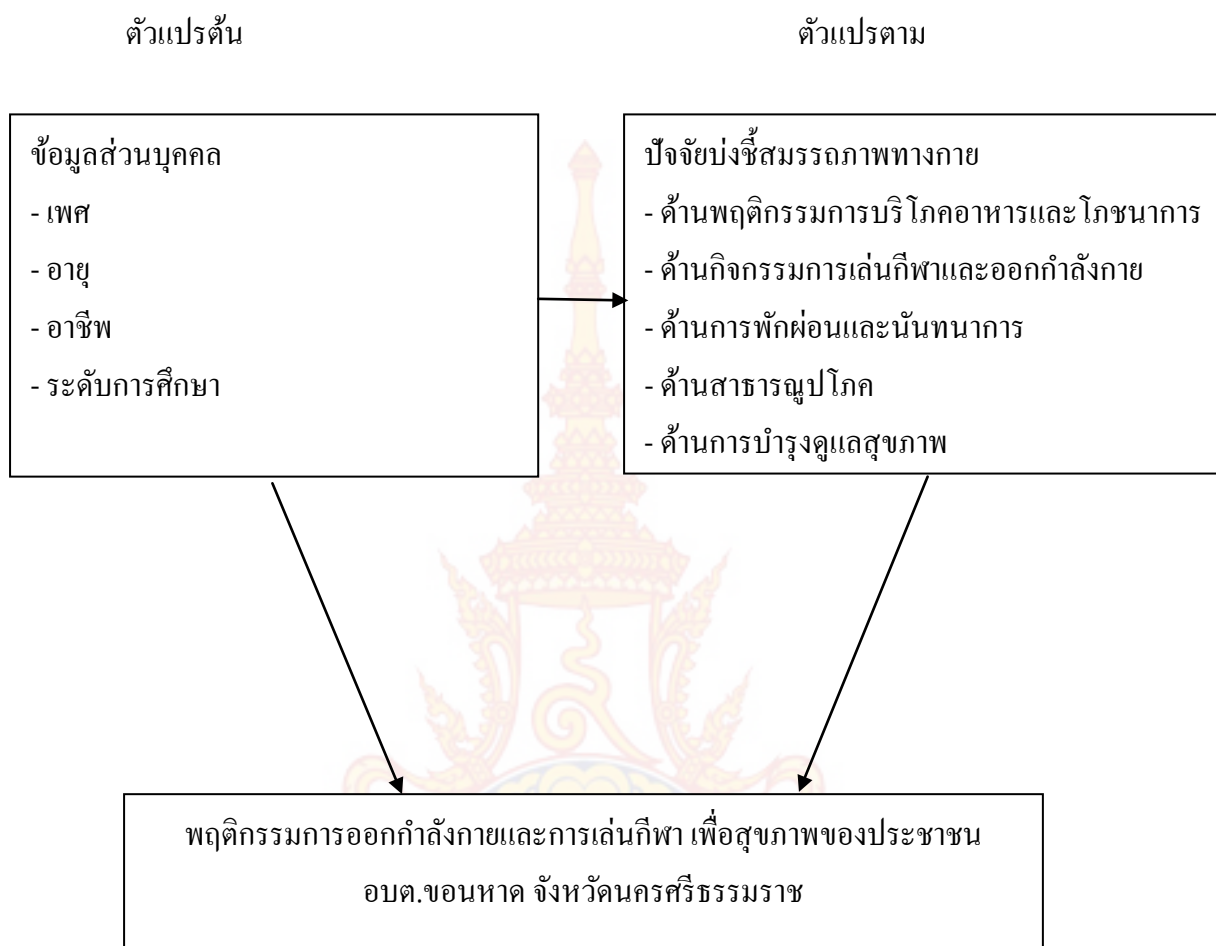 ตัวแปรต้น
ตัวแปรตาม
ข้อมูลส่วนบุคคล
- เพศ
- อายุ
- อาชีพ
- ระดับการศึกษา
ปัจจัยบ่งชี้สมรรถภาพทางกาย
- ด้านพฤติกรรมการบริโภคอาหารและโภชนาการ
- ด้านกิจกรรมการเล่นกีฬาและออกกำลังกาย
- ด้านการพักผ่อนและนันทนาการ
- ด้านสาธารณูปโภค
- ด้านการบำรุงดูแลสุขภาพ
พฤติกรรมการออกกำลังกายและการเล่นกีฬา เพื่อสุขภาพของประชาชน
อบต.ขอนหาด จังหวัดนครศรีธรรมราช